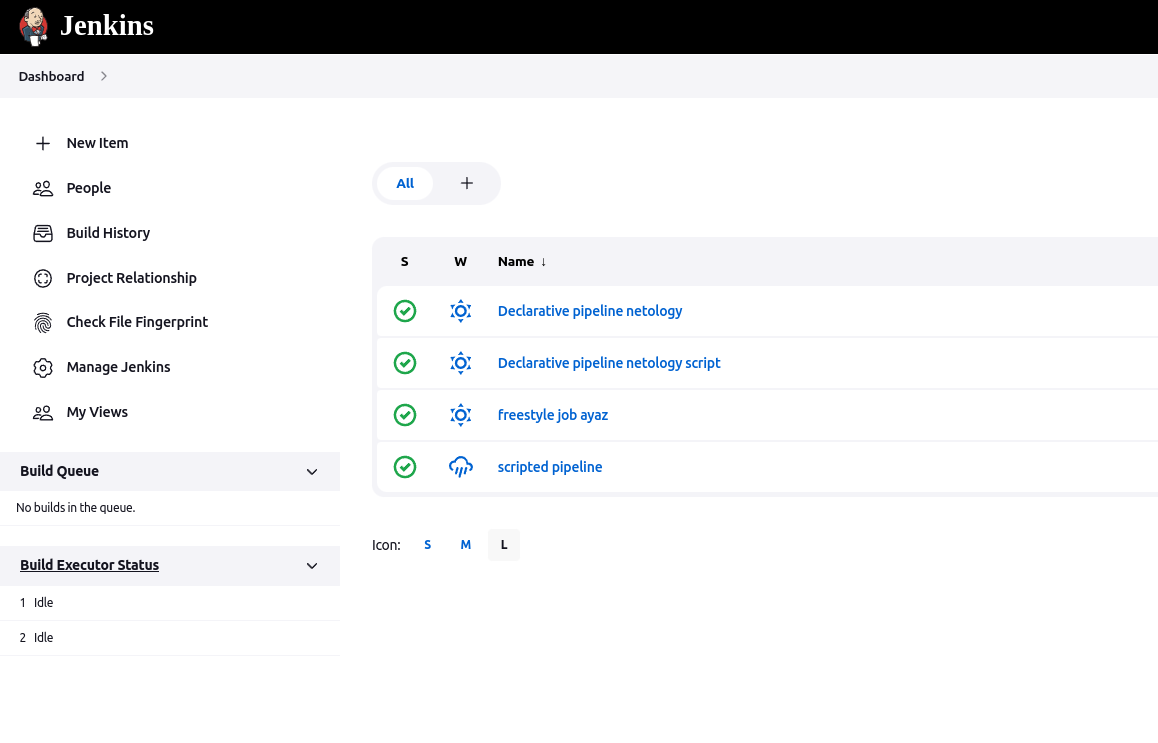 Jenkins
Dashboard
New Item
People
Build History
Project Relationship
Check File Fingerprint
Manage Jenkins
My Views
Build Queue
No builds in the queue.
Build Executor Status
1 Idle
2 Idle
All
S W Name ↓
Declarative pipeline netology
Declarative pipeline netology script
freestyle job ayaz
scripted pipeline
Icon: S M L